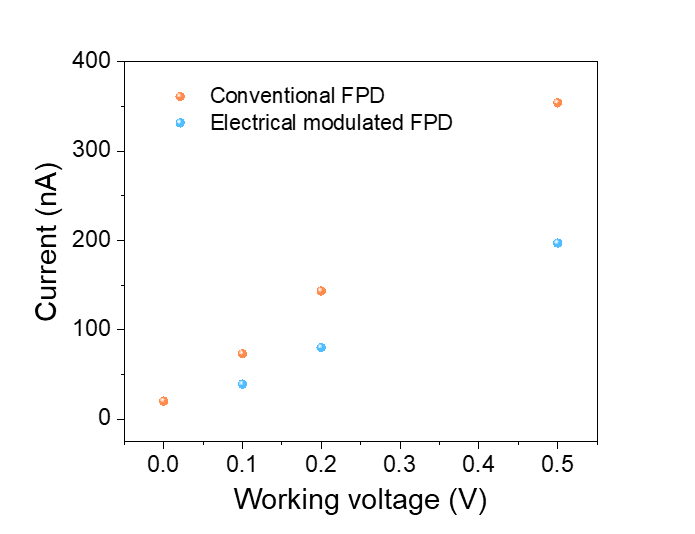 400
Conventional FPD
Electrical modulated FPD
300
200
100
0
Current (nA)
0.0 0.1 0.2 0.3 0.4 0.5
Working voltage (V)